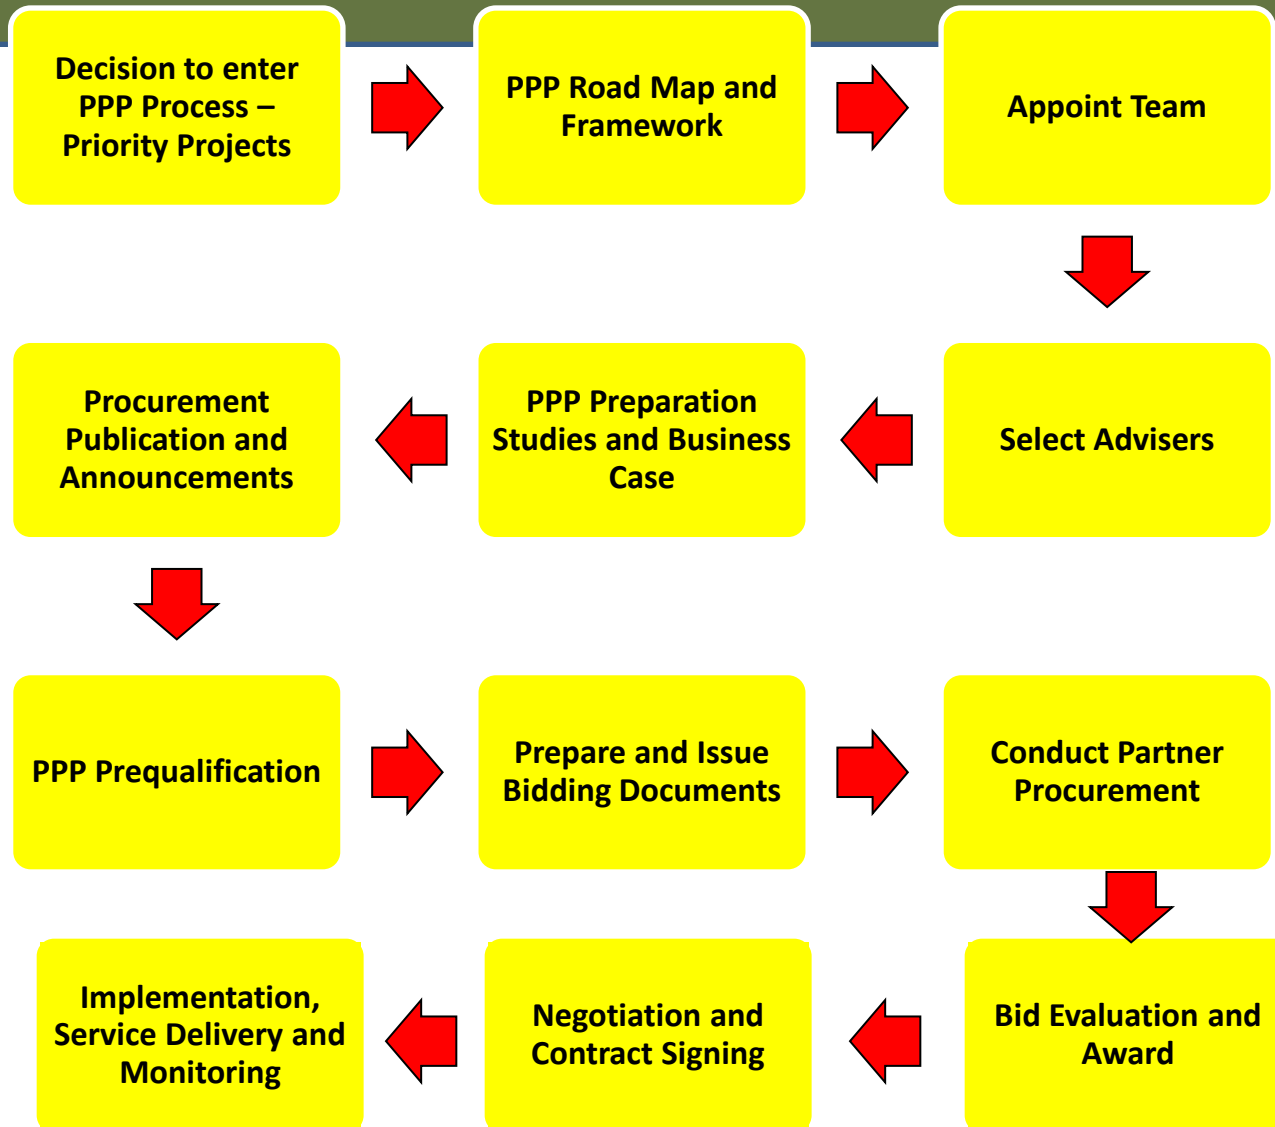 Decision to enter
PPP Process –
Priority Projects
PPP Road Map and
Framework
Appoint Team
Select Advisers
PPP Preparation
Studies and Business
Case
Procurement
Publication and
Announcements
PPP Prequalification
Prepare and Issue
Bidding Documents
Conduct Partner
Procurement
Bid Evaluation and
Award
Negotiation and
Contract Signing
Implementation,
Service Delivery and
Monitoring